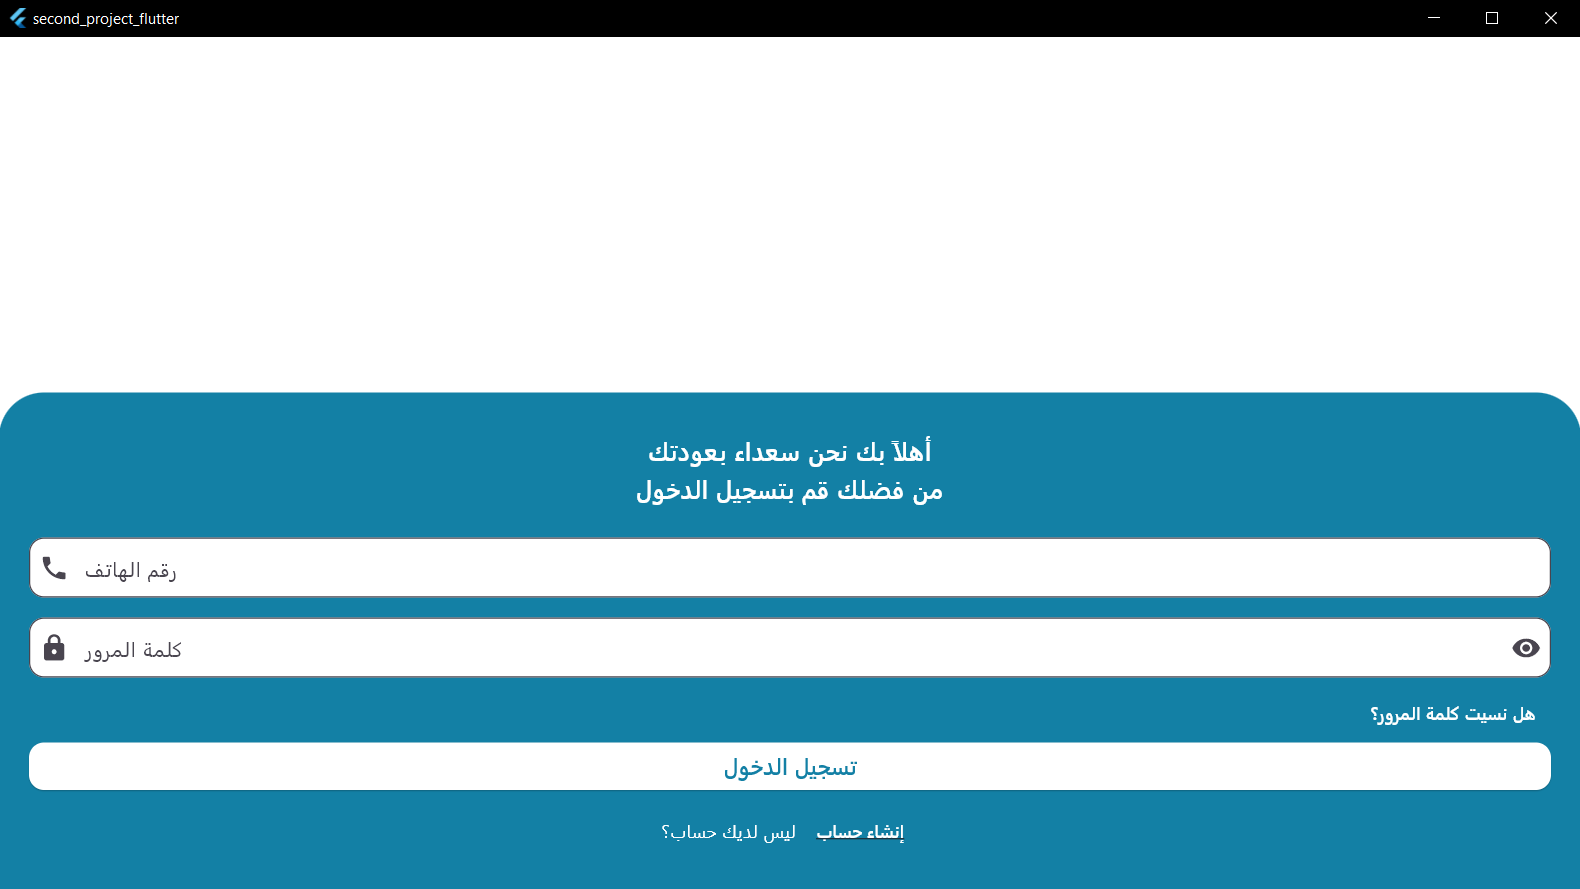 second_project_flutter
أهلاً بك نحن سعداء بعودتك
من فضلك قم بتسجيل الدخول
رقم الهاتف
كلمة المرور
هل نسيت كلمة المرور؟
تسجيل الدخول
إنشاء حساب ليس لديك حساب؟